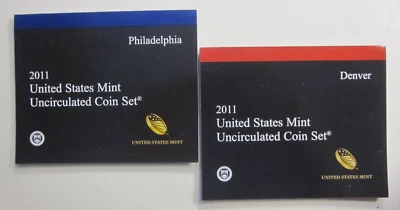 Philadelphia
2011
United States Mint
Uncirculated Coin Set®
UNITED STATES MINT
Denver
2011
United States Mint
Uncirculated Coin Set®
UNITED STATES MINT